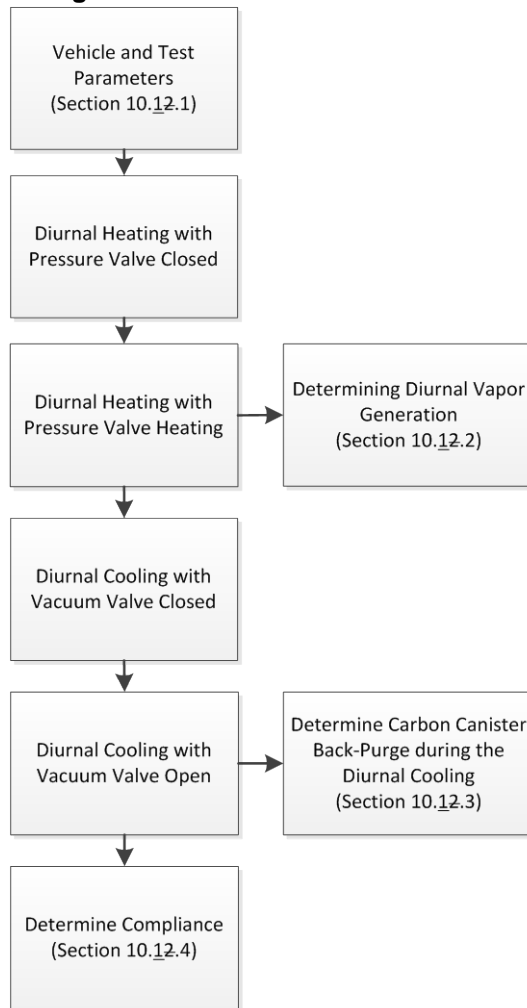 Vehicle and Test
Parameters
(Section 10.12.1)
Diurnal Heating with
Pressure Valve Closed
Diurnal Heating with
Pressure Valve Heating
Determining Diurnal Vapor
Generation
(Section 10.12.2)
Diurnal Cooling with
Vacuum Valve Closed
Diurnal Cooling with
Vacuum Valve Open
Determine Carbon Canister
Back-Purge during the
Diurnal Cooling
(Section 10.12.3)
Determine Compliance
(Section 10.12.4)